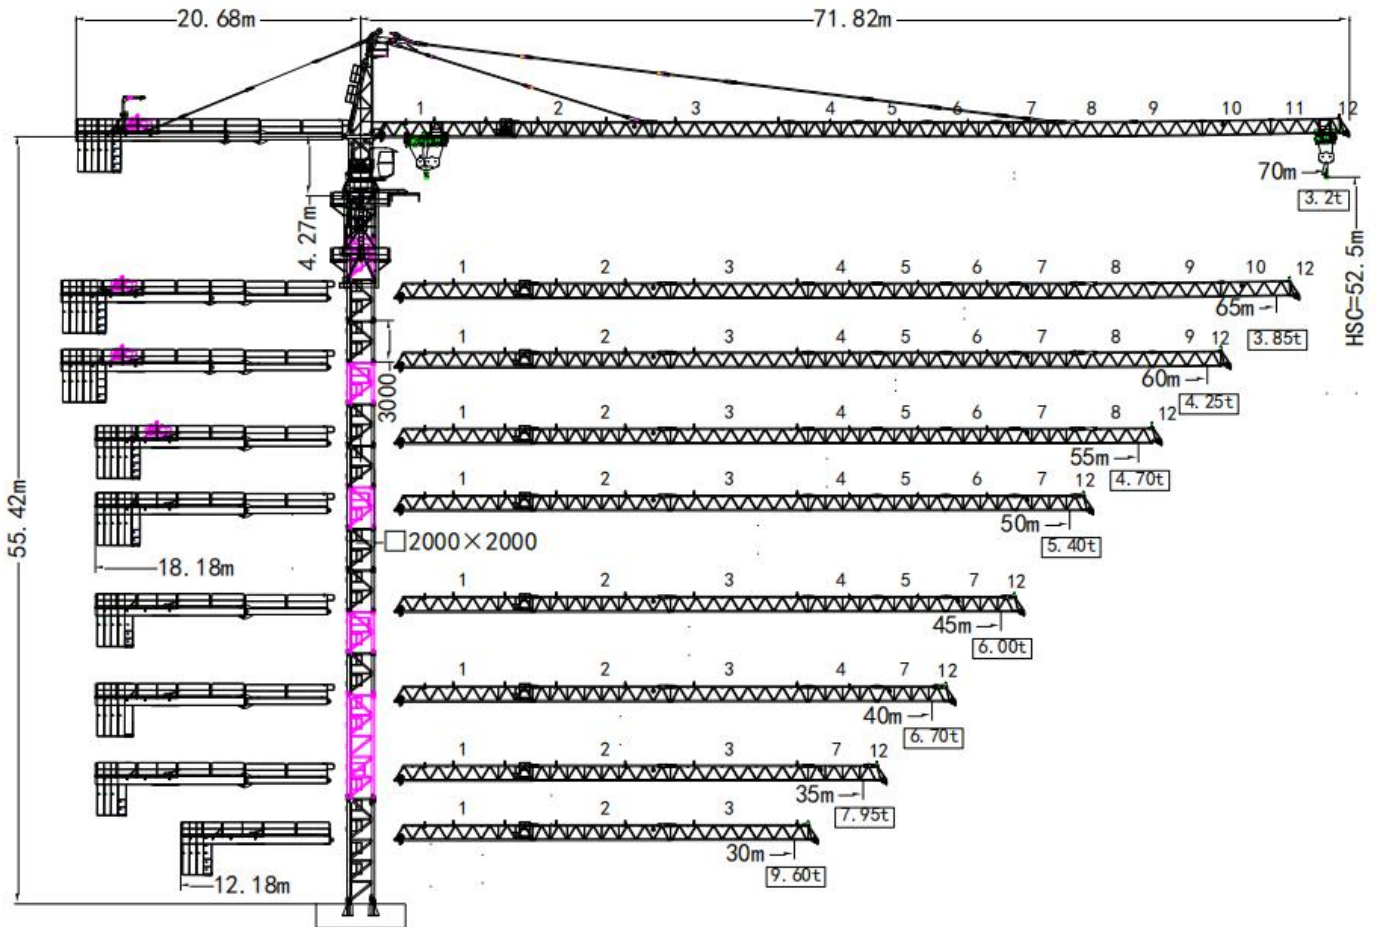 20.68m 71.82m
1 2 3 4 5 6 7 8 9 10 11 12
70m
3.2t
4.27m
HSC=52.5m
1 2 3 4 5 6 7 8 9 10 12
65m
3.85t
1 2 3 4 5 6 7 8 9 12
60m
4.25t
3000
1 2 3 4 5 6 7 8 12
55m
4.70t
1 2 3 4 5 6 7 12
50m
5.40t
55.42m
□2000×2000
18.18m
1 2 3 4 5 7 12
45m
6.00t
1 2 3 4 7 12
40m
6.70t
1 2 3 7 12
35m
7.95t
1 2 3
30m
9.60t
12.18m